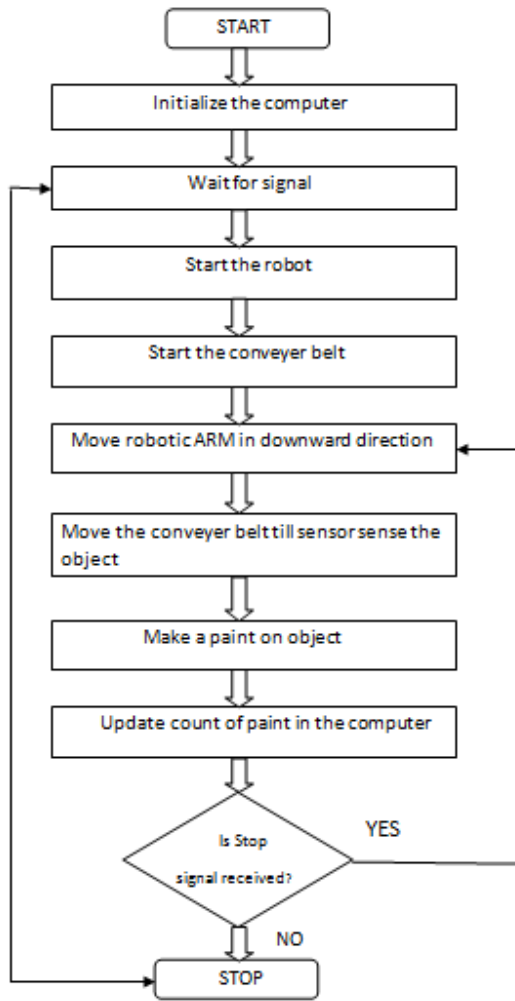 START
Initialize the computer
Wait for signal
Start the robot
Start the conveyer belt
Move robotic ARM in downward direction
Move the conveyer belt till sensor sense the
object
Make a paint on object
Update count of paint in the computer
Is Stop
signal received?
YES
NO
STOP